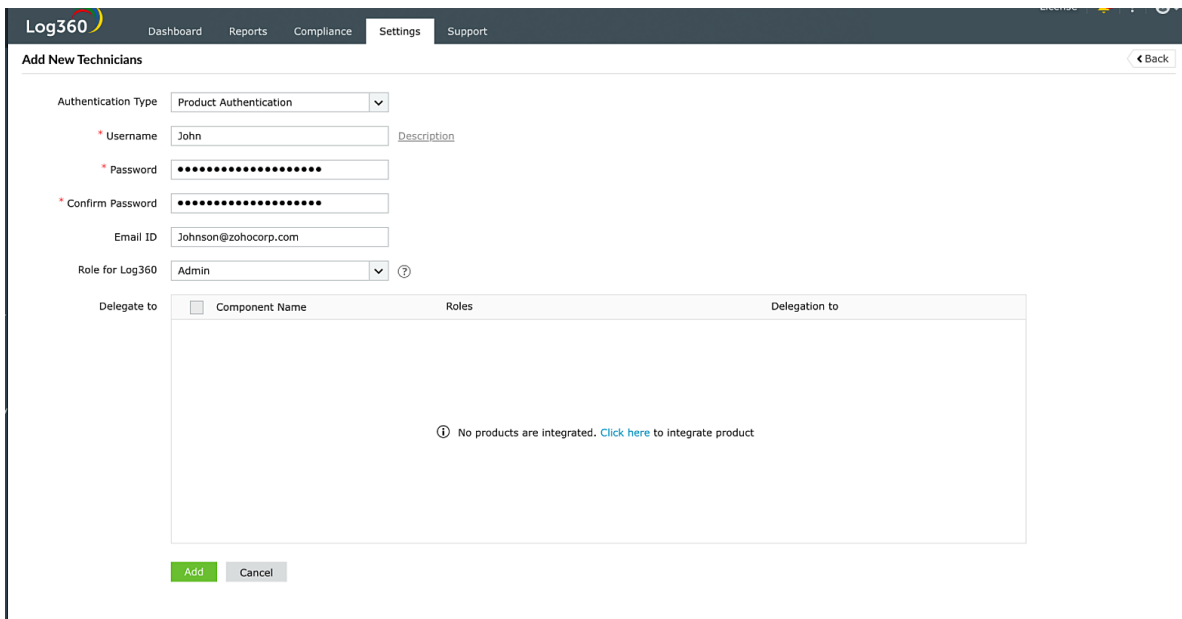 License
Log360
Dashboard Reports Compliance Settings Support
Add New Technicians
Back
Authentication Type Product Authentication
* Username John Description
* Password ••••••••••••••••••••
* Confirm Password ••••••••••••••••••••
Email ID Johnson@zohocorp.com
Role for Log360 Admin ?
Delegate to Component Name Roles Delegation to
No products are integrated. Click here to integrate product
Add Cancel